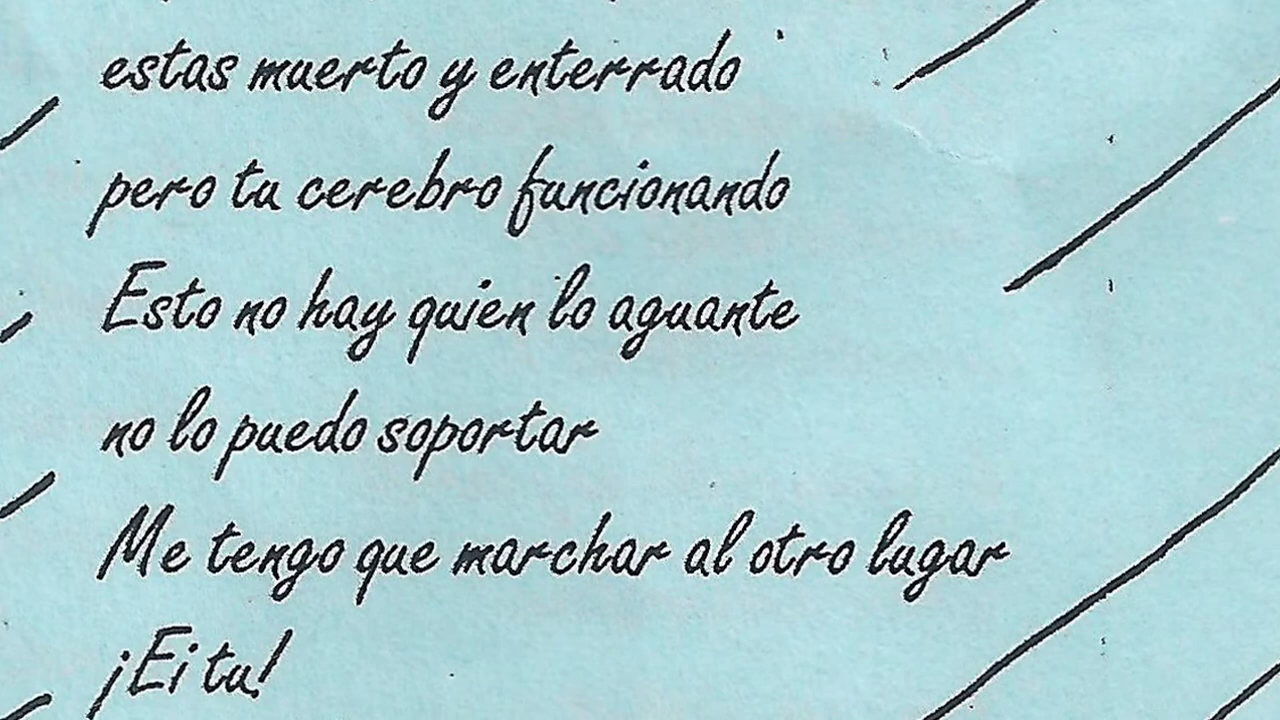 estas muerto y enterrado
pero tu cerebro funcionando
Esto no hay quien lo aguante
no lo puedo soportar
Me tengo que marchar al otro lugar
¡Ei tu!